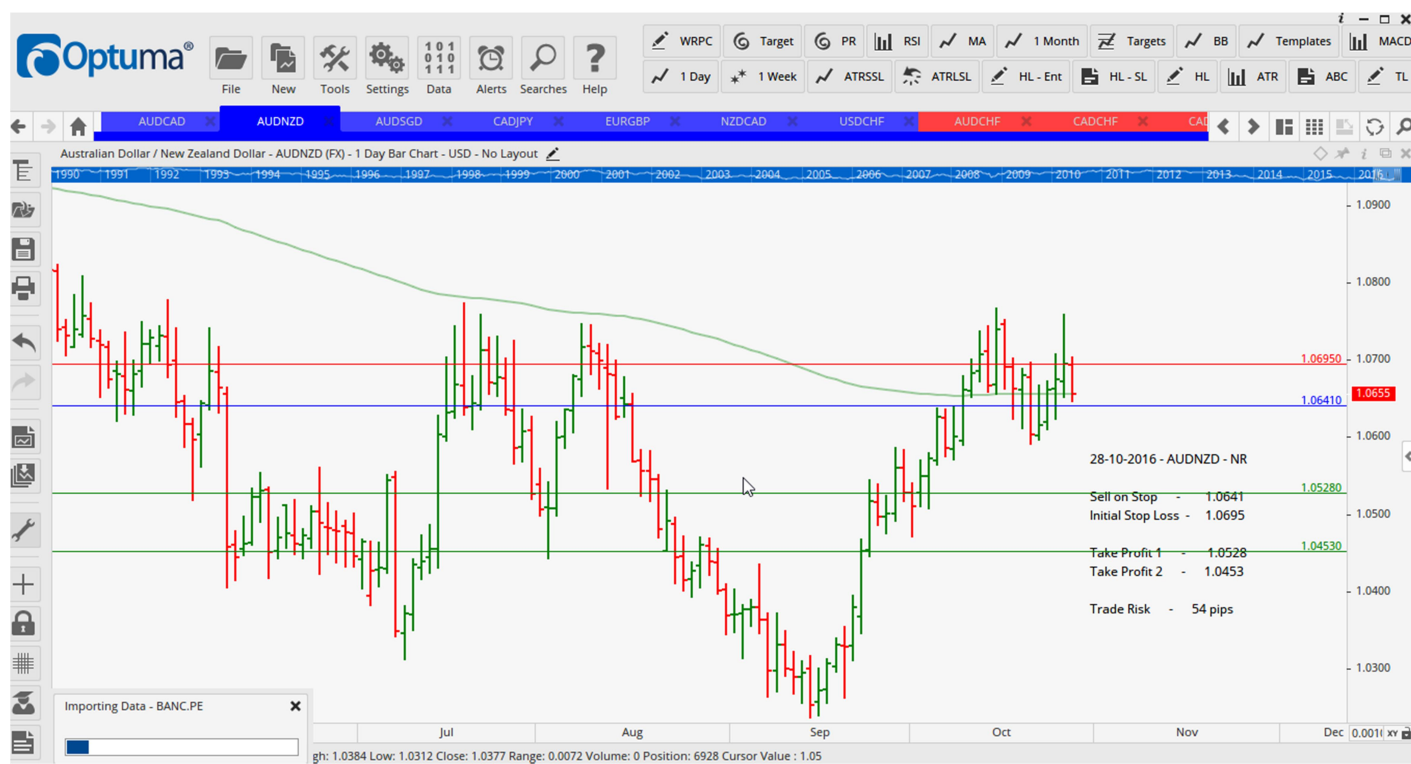 Optuma®
File New Tools Settings Data Alerts Searches Help
WRPC Target PR RSI MA 1 Month Targets BB Templates MACD
1 Day 1 Week ATRSSL ATRLSL HL - Ent HL - SL HL ATR ABC TL
AUDCAD AUDNZD AUDSGD CADJPY EURGBP NZDCAD USDCHF AUDCHF CADCHF CAD
Australian Dollar / New Zealand Dollar - AUDNZD (FX) - 1 Day Bar Chart - USD - No Layout
1990 1991 1992 1993 1994 1995 1996 1997 1998 1999 2000 2001 2002 2003 2004 2005 2006 2007 2008 2009 2010 2011 2012 2013 2014 2015 2016
1.0900
1.0800
1.06950 1.0700
1.0655
1.06410
1.0600
28-10-2016 - AUDNZD - NR
1.05280
Sell on Stop - 1.0641
Initial Stop Loss - 1.0695
1.0500
1.04530
Take Profit 1 - 1.0528
Take Profit 2 - 1.0453
1.0400
Trade Risk - 54 pips
1.0300
Importing Data - BANC.PE
Jul Aug Sep Oct Nov Dec XY
gh: 1.0384 Low: 1.0312 Close: 1.0377 Range: 0.0072 Volume: 0 Position: 6928 Cursor Value : 1.05